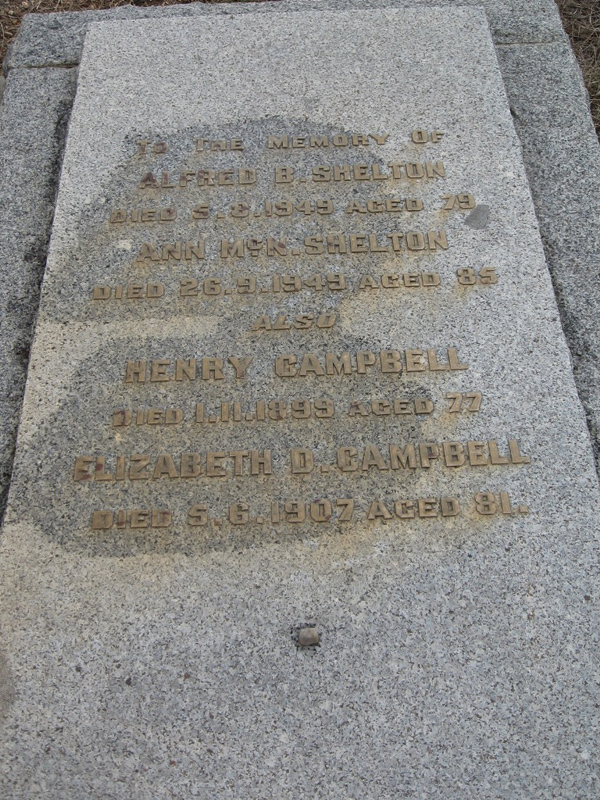 To The Memory Of
ALFRED B. SHELTON
DIED 5.8.1949 AGED 79
ANN McK. SHELTON
DIED 26.9.1949 AGED 85
ALSO
HENRY CAMPBELL
DIED 1.11.1899 AGED 77
ELIZABETH D. CAMPBELL
DIED 5.6.1907 AGED 81.